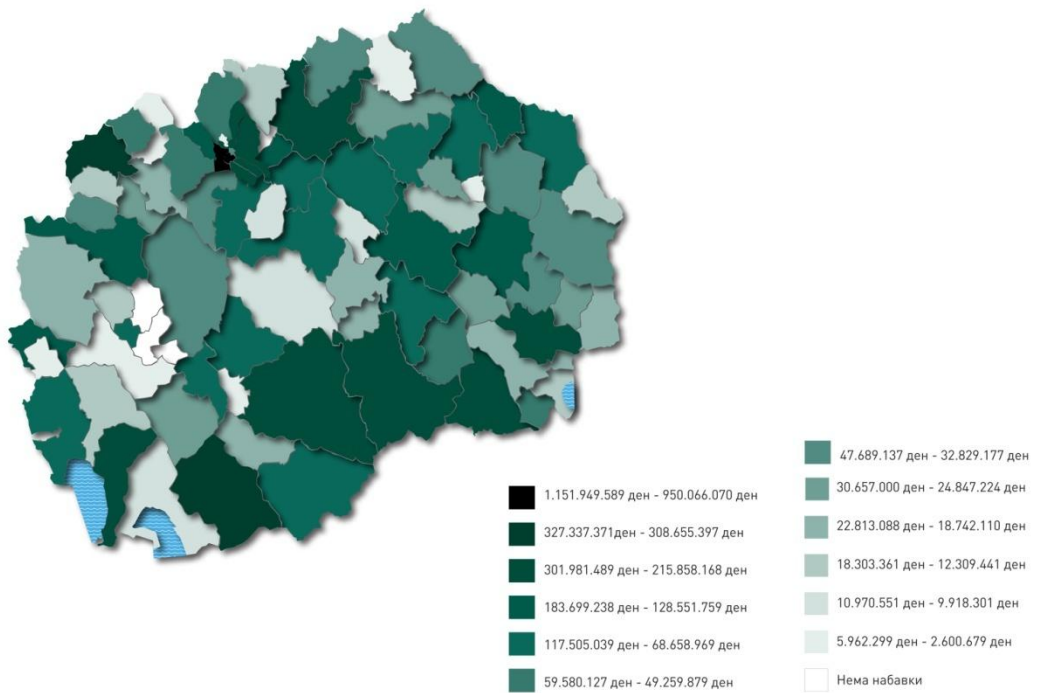 1.151.949.589 ден - 950.066.070 ден
327.337.371ден - 308.655.397 ден
301.981.489 ден - 215.858.168 ден
183.699.238 ден - 128.551.759 ден
117.505.039 ден - 68.658.969 ден
59.580.127 ден - 49.259.879 ден
47.689.137 ден - 32.829.177 ден
30.657.000 ден - 24.847.224 ден
22.813.088 ден - 18.742.110 ден
18.303.361 ден - 12.309.441 ден
10.970.551 ден - 9.918.301 ден
5.962.299 ден - 2.600.679 ден
Нема набавки